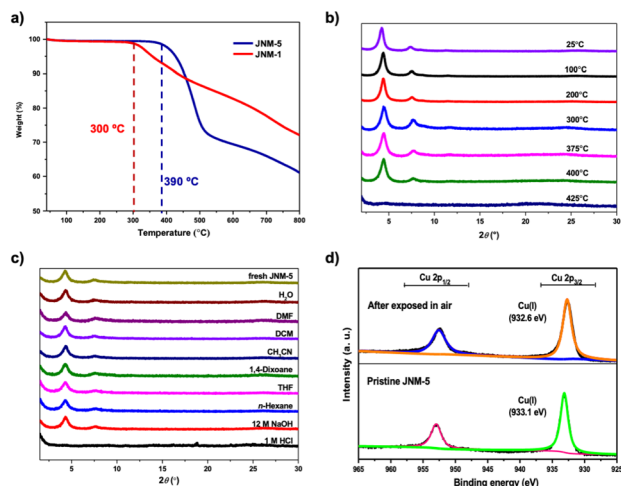 a)
JNM-5
JNM-1
100
90
80
70
60
50
Weight (%)
300 ºC
390 ºC
100 200 300 400 500 600 700 800
Temperature (°C)
b)
25°C
100°C
200°C
300°C
375°C
400°C
425°C
5 10 15 20 25 30
2θ (°)
c)
fresh JNM-5
H₂O
DMF
DCM
CH₃CN
1,4-Dixoane
THF
n-Hexane
12 M NaOH
1 M HCl
5 10 15 20 25 30
2θ (°)
d)
Cu 2p₁/₂ Cu 2p₃/₂
After exposed in air
Cu(I)
(932.6 eV)
Pristine JNM-5
Cu(I)
(933.1 eV)
Intensity (a. u.)
965 960 955 950 945 940 935 930 925
Binding energy (eV)